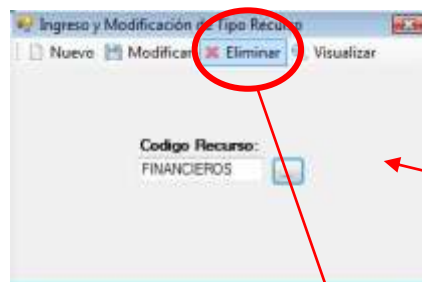 Ingreso y Modificación de Tipo Recurso
Nuevo Modificar Eliminar Visualizar
Codigo Recurso:
FINANCIEROS
...